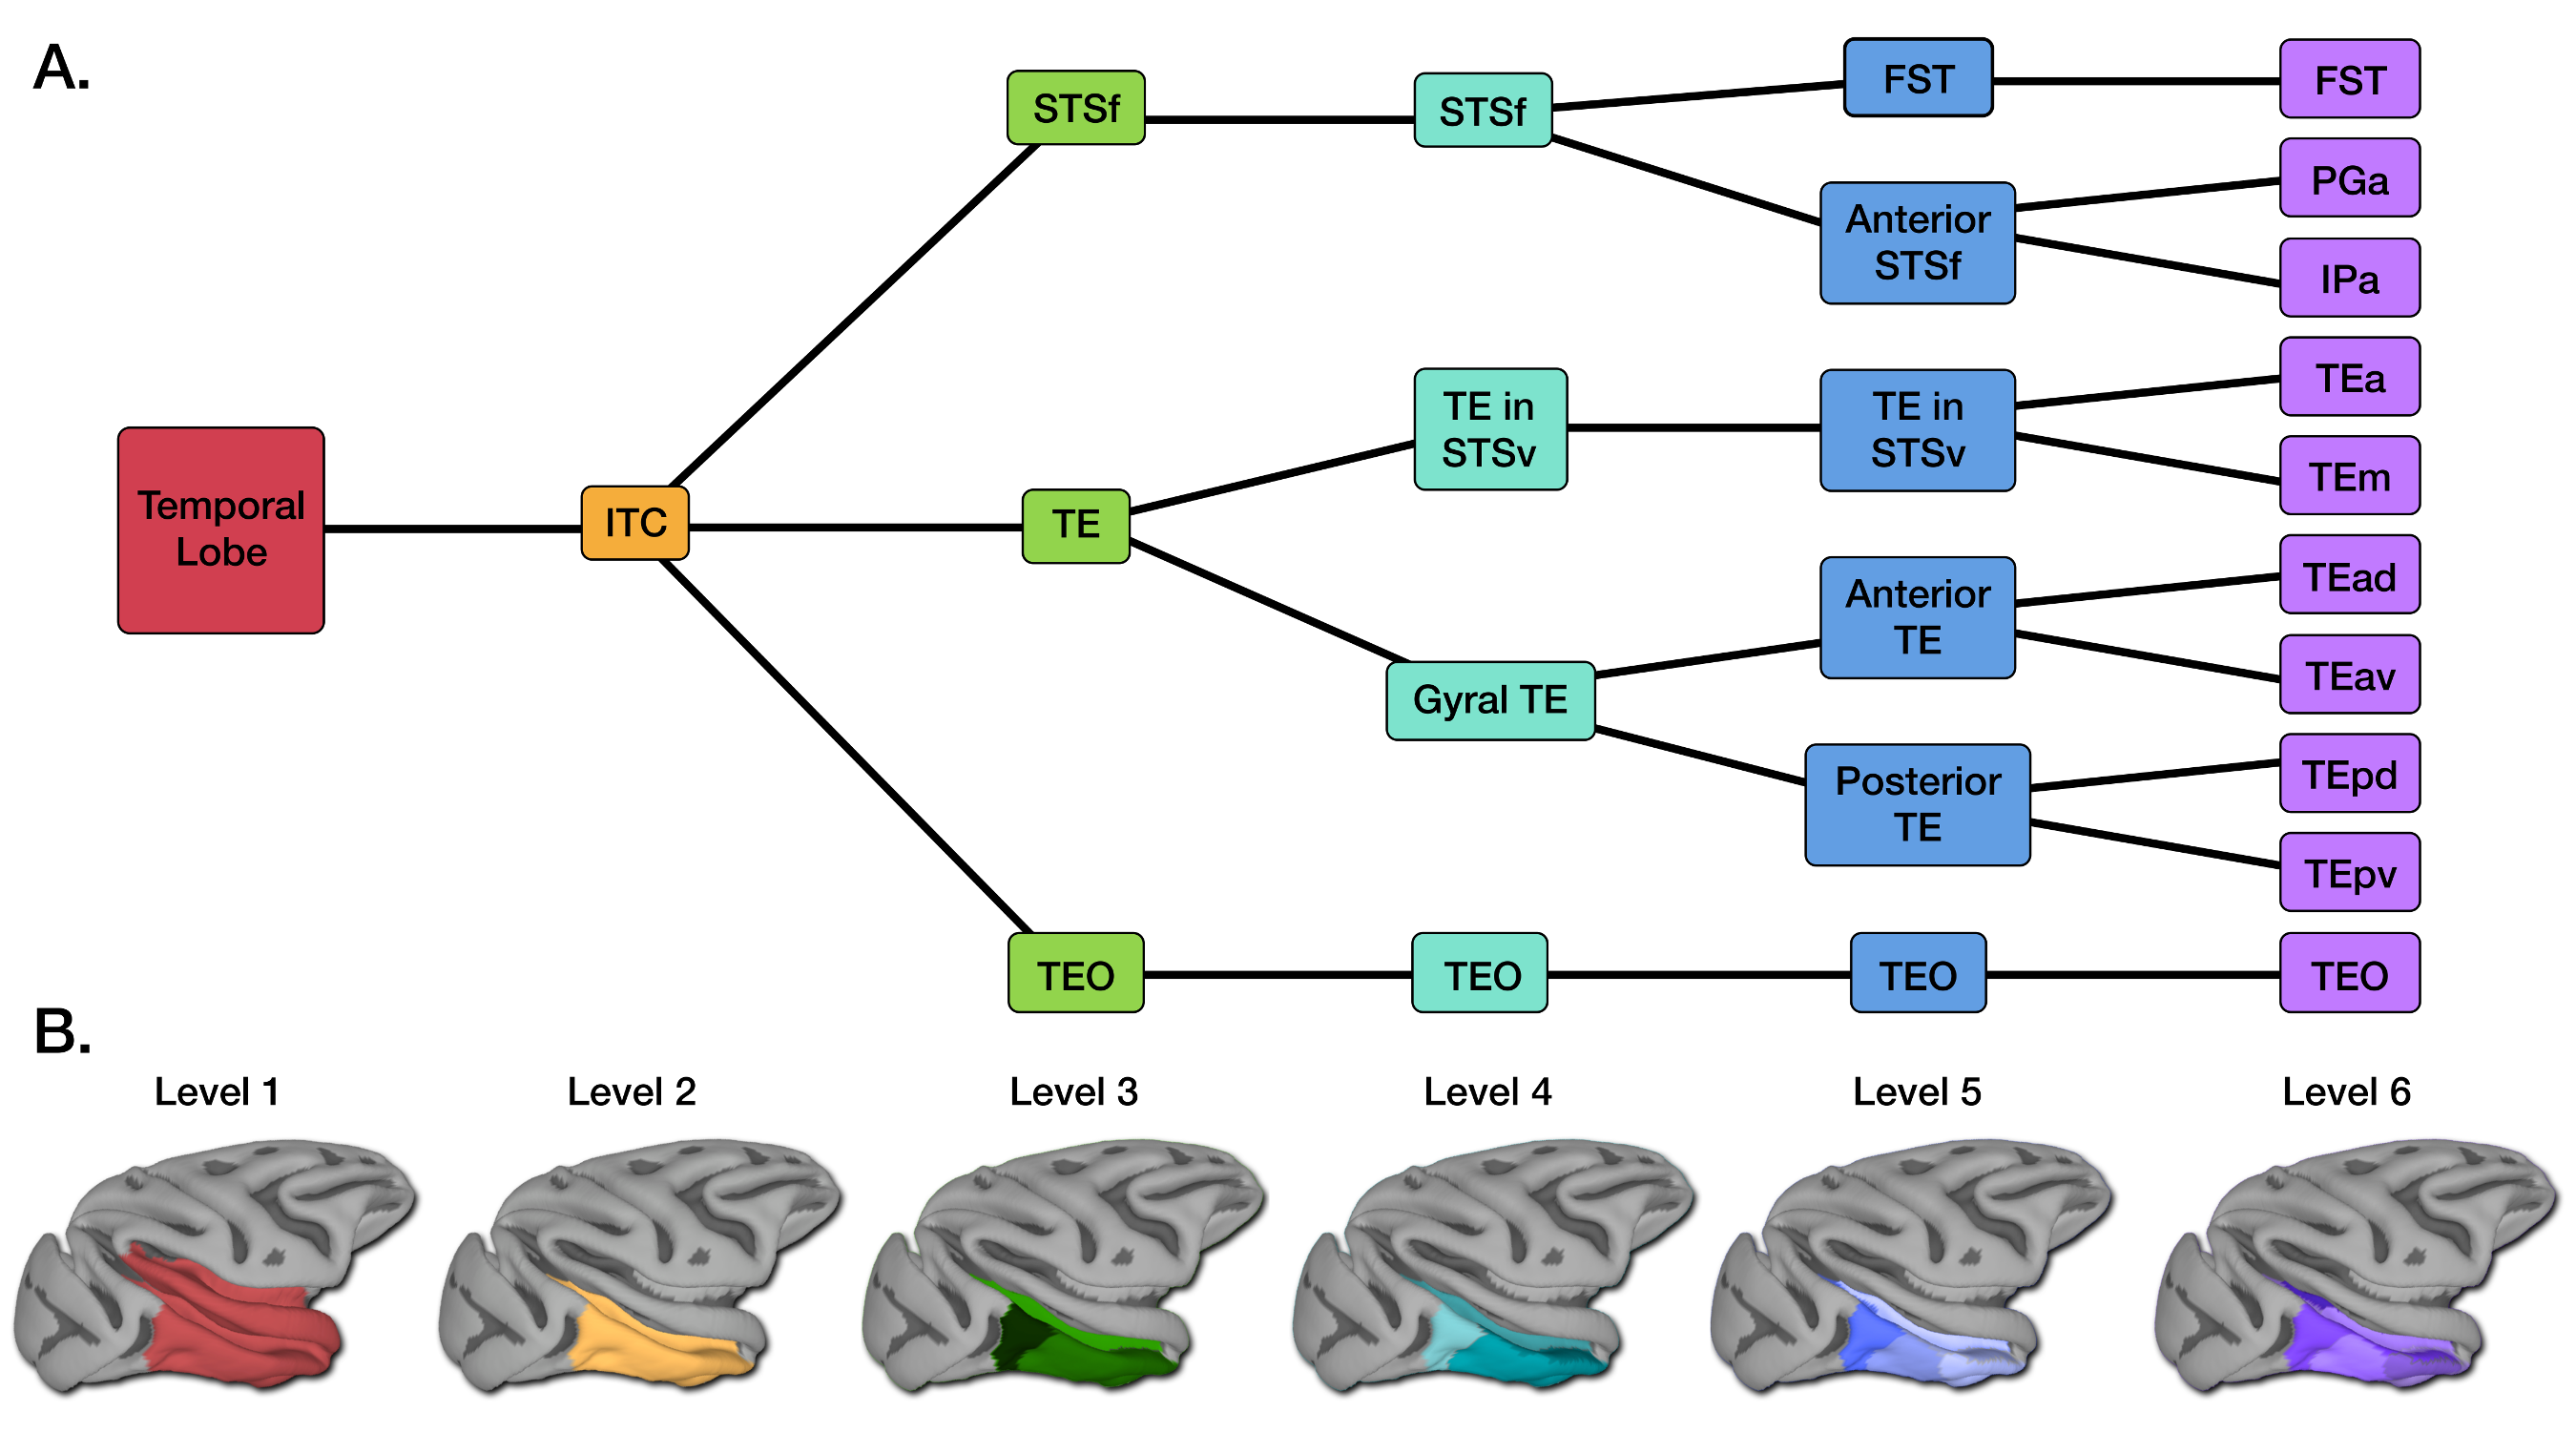 A.
Temporal
Lobe
ITC
STSf
TE
TEO
STSf
TE in
STSv
Gyral TE
TEO
FST
Anterior
STSf
TE in
STSv
Anterior
TE
Posterior
TE
TEO
FST
PGa
IPa
TEa
TEm
TEad
TEav
TEpd
TEpv
TEO
B.
Level 1
Level 2
Level 3
Level 4
Level 5
Level 6